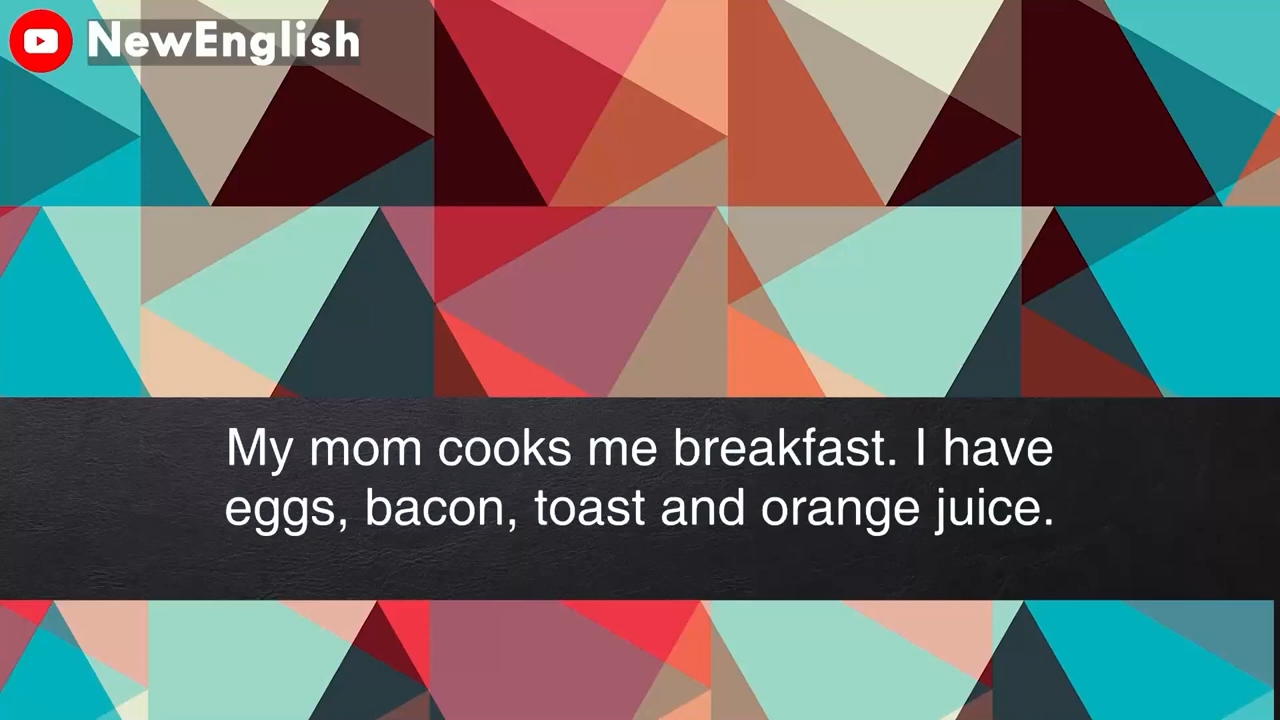 NewEnglish
My mom cooks me breakfast. I have
eggs, bacon, toast and orange juice.